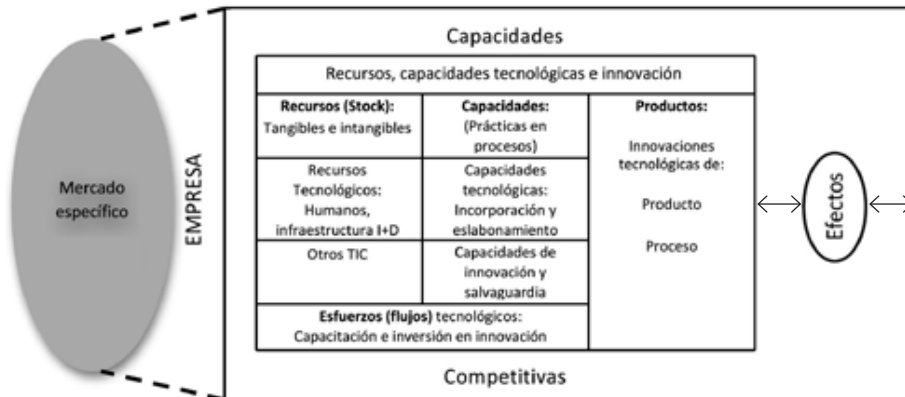 Capacidades
Recursos, capacidades tecnológicas e innovación
Recursos (Stock):
Tangibles e intangibles
Capacidades:
(Prácticas en
procesos)
Productos:
Innovaciones
tecnológicas de:
Producto
Proceso
Recursos
Tecnológicos:
Humanos,
infraestructura I+D
Capacidades
tecnológicas:
Incorporación y
eslabonamiento
Otros TIC
Capacidades de
innovación y
salvaguardia
Esfuerzos (flujos) tecnológicos:
Capacitación e inversión en innovación
Competitivas
Mercado
específico
EMPRESA
Efectos